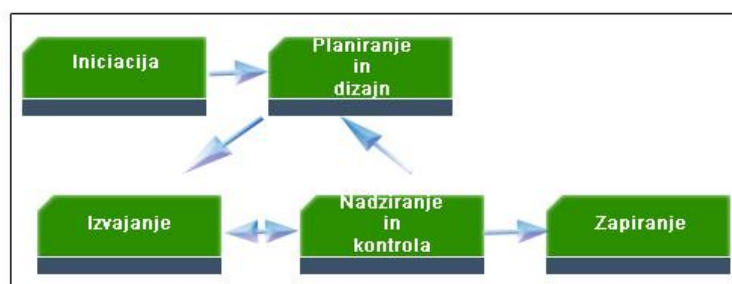 Iniciacija
Planiranje
in
dizajn
Izvajanje
Nadziranje
in
kontrola
Zapiranje